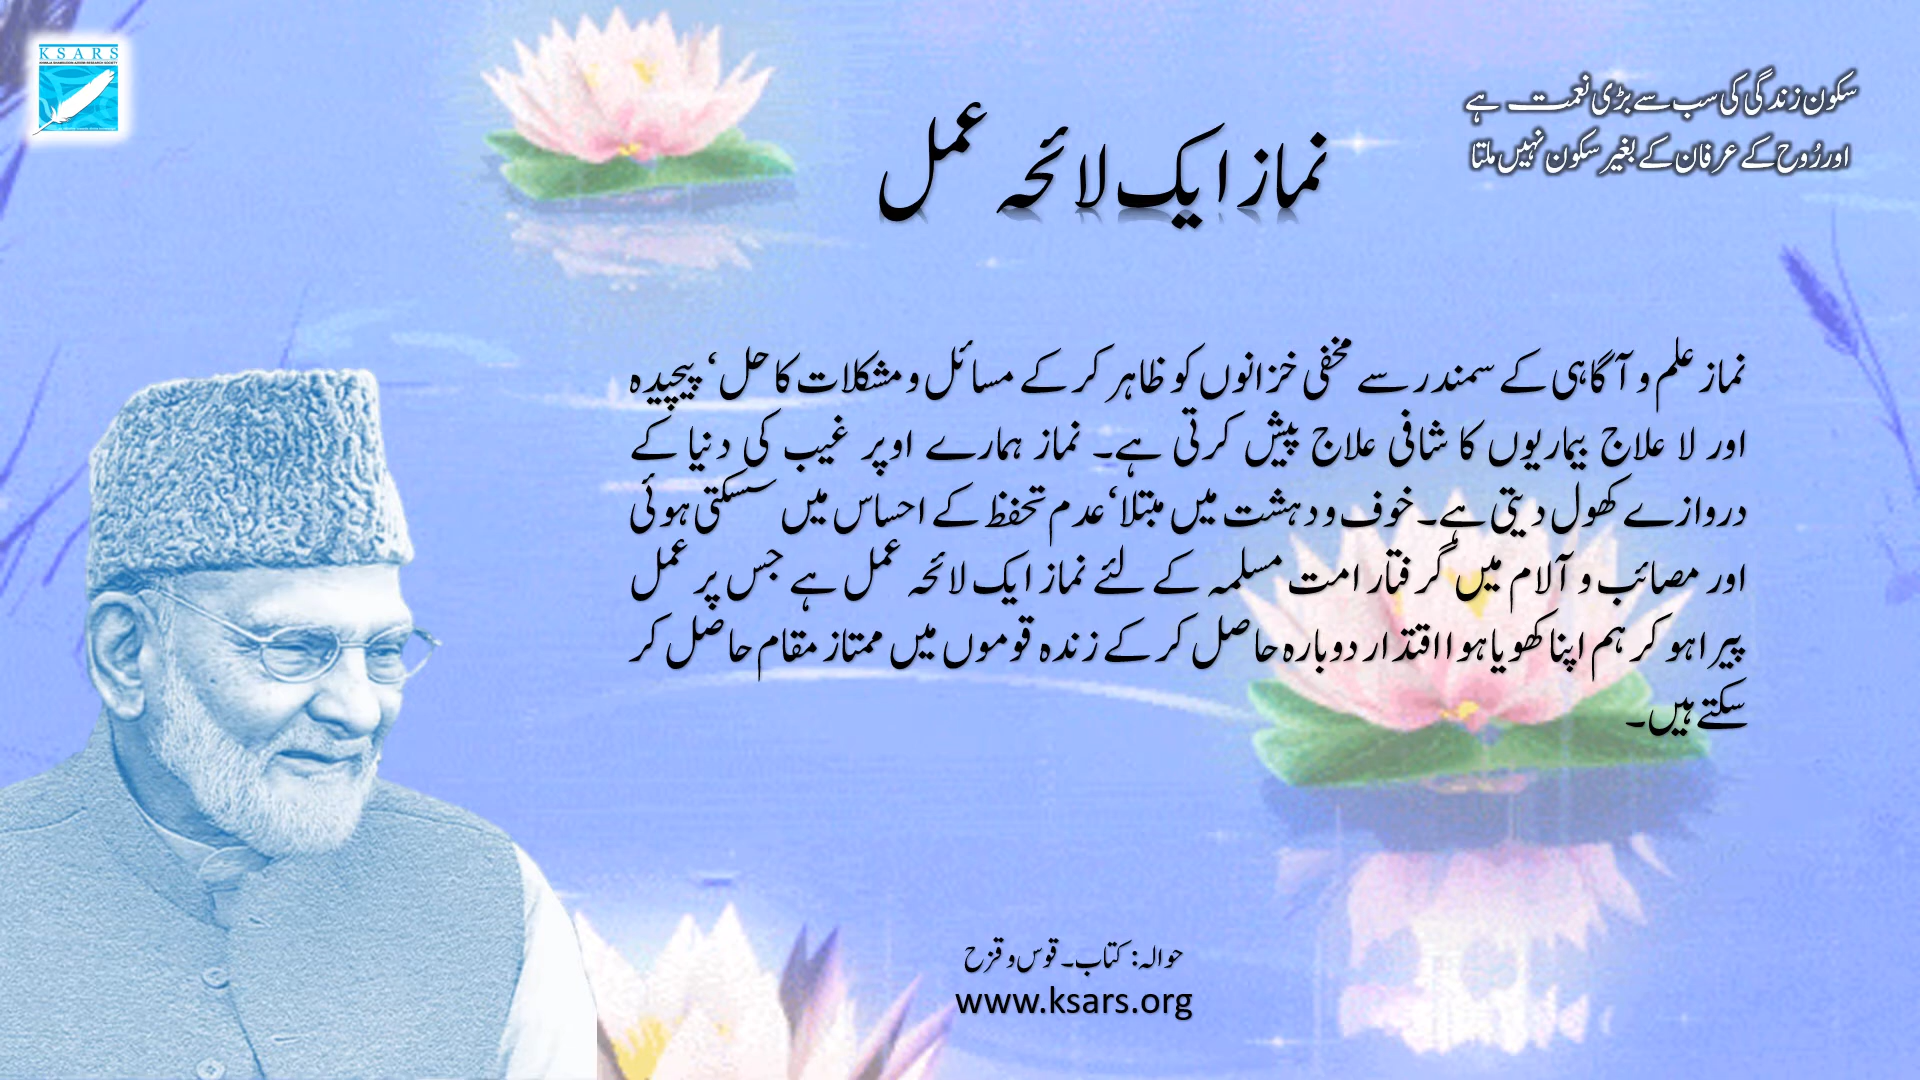 KSARS
سکون زندگی کی سب سے بڑی نعمت ہے
اور رُوح کے عرفان کے بغیر سکون نہیں ملتا
نماز ایک لائحہ عمل
نماز علم و آگاہی کے سمندر سے مخفی خزانوں کو ظاہر کر کے مسائل و مشکلات کا حل‘ پیچیدہ
اور لا علاج بیماریوں کا شافی علاج پیش کرتی ہے۔ نماز ہمارے اوپر غیب کی دنیا کے
دروازے کھول دیتی ہے۔ خوف و دہشت میں مبتلا‘ عدم تحفظ کے احساس میں سسکتی ہوئی
اور مصائب و آلام میں گرفتار امت مسلمہ کے لئے نماز ایک لائحہ عمل ہے جس پر عمل
پیرا ہو کر ہم اپنا کھویا ہوا اقتدار دوبارہ حاصل کر کے زندہ قوموں میں ممتاز مقام حاصل کر
سکتے ہیں۔
حوالہ: کتاب۔ قوس و قزح
www.ksars.org